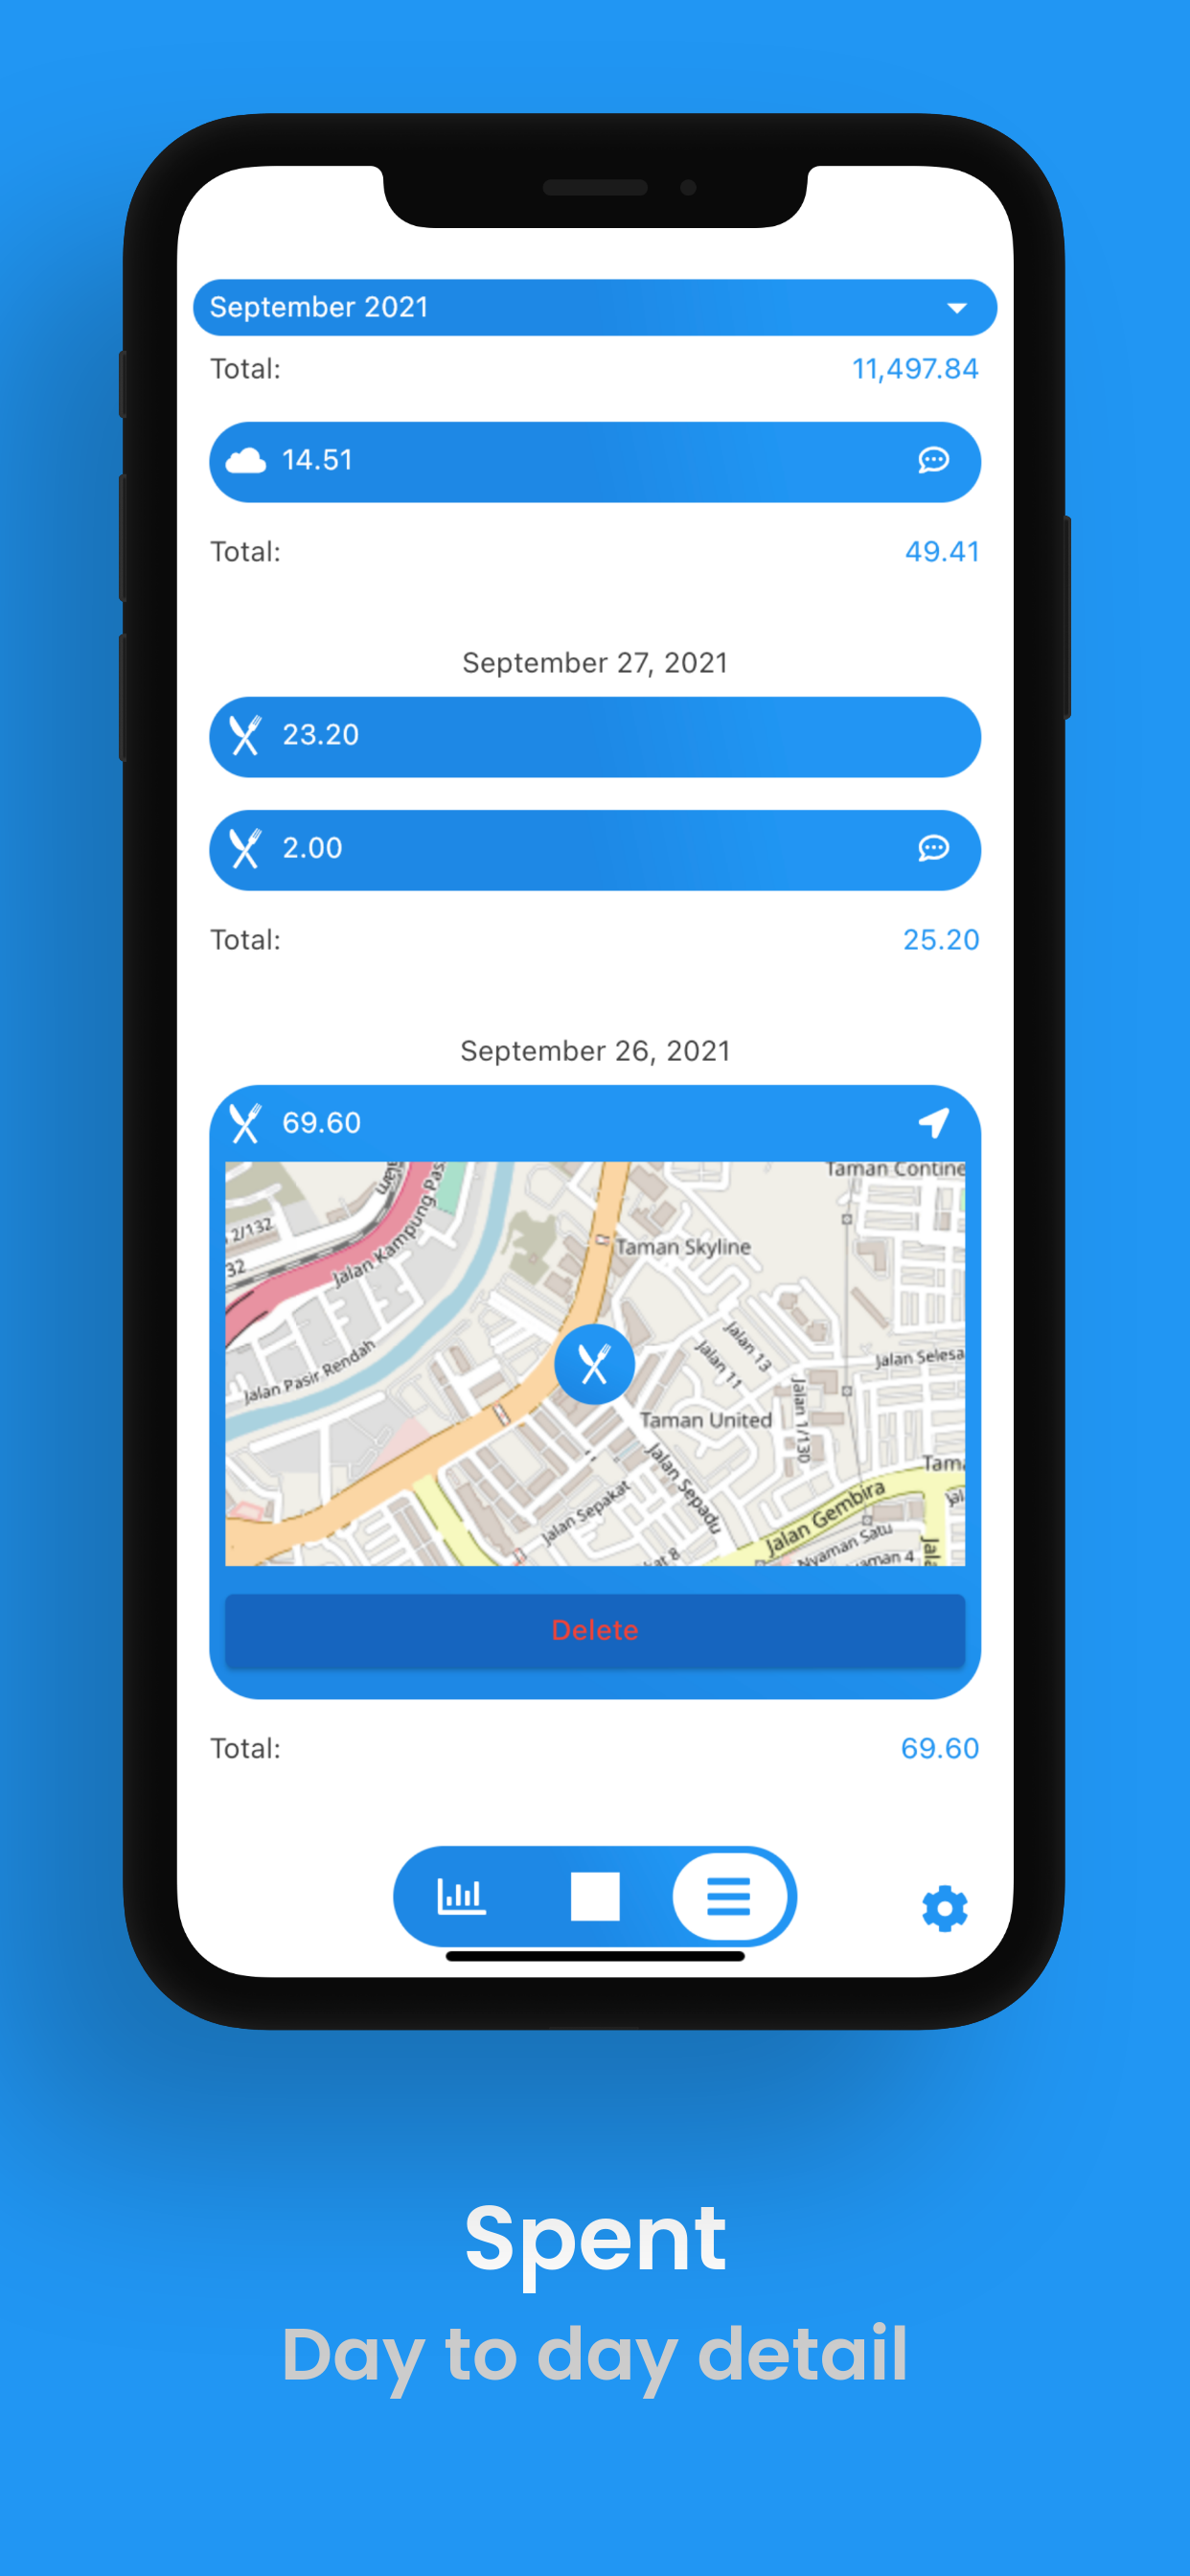 September 2021
Total: 11,497.84
14.51
Total: 49.41
September 27, 2021
23.20
2.00
Total: 25.20
September 26, 2021
69.60
Taman Contine
2/132
32
Jalan Kampung Pas
Taman Skyline
Jalan Pasir Rendah
Jalan 13
Jalan 11
Jalan Selesa
Jalan 1/130
Taman United
Tama
Jalan Sepadu
Jalan Sepakat
Jalan Gembira
Nyaman Satu
aman 4
kat 8
Jala
Delete
Total: 69.60
Spent
Day to day detail